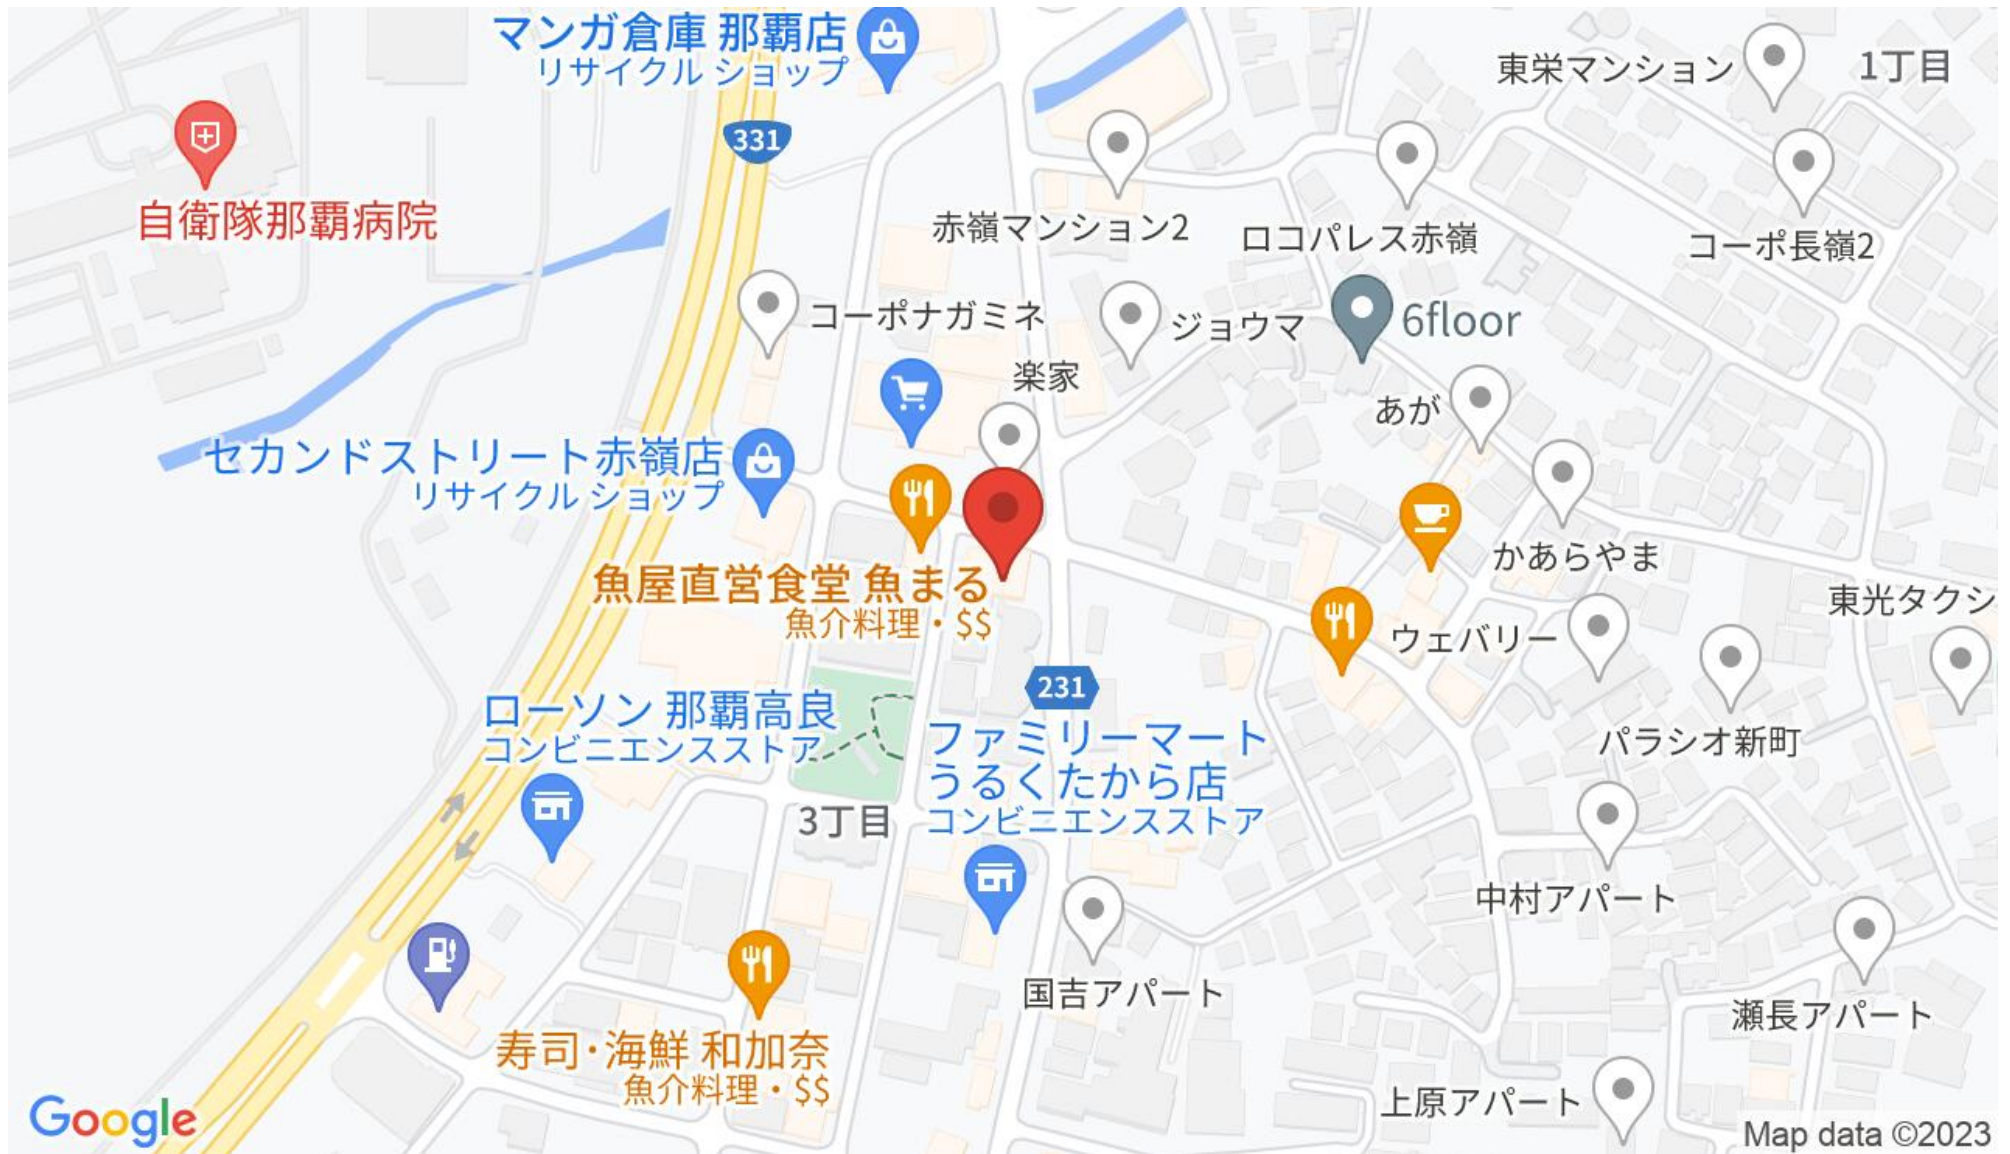 マンガ倉庫 那覇店
リサイクル ショップ
東栄マンション
1丁目
331
自衛隊那覇病院
赤嶺マンション2
ロコパレス赤嶺
コーポ長嶺2
コーポナガミネ
ジョウマ
6floor
楽家
あが
セカンドストリート赤嶺店
リサイクル ショップ
かあらやま
魚屋直営食堂 魚まる
魚介料理・$$
東光タクシ
ウェバリー
231
ローソン 那覇高良
コンビニエンスストア
ファミリーマート
うるくたから店
コンビニエンスストア
パラシオ新町
3丁目
中村アパート
国吉アパート
瀬長アパート
寿司·海鮮 和加奈
魚介料理・$$
上原アパート
Google
Map data ©2023